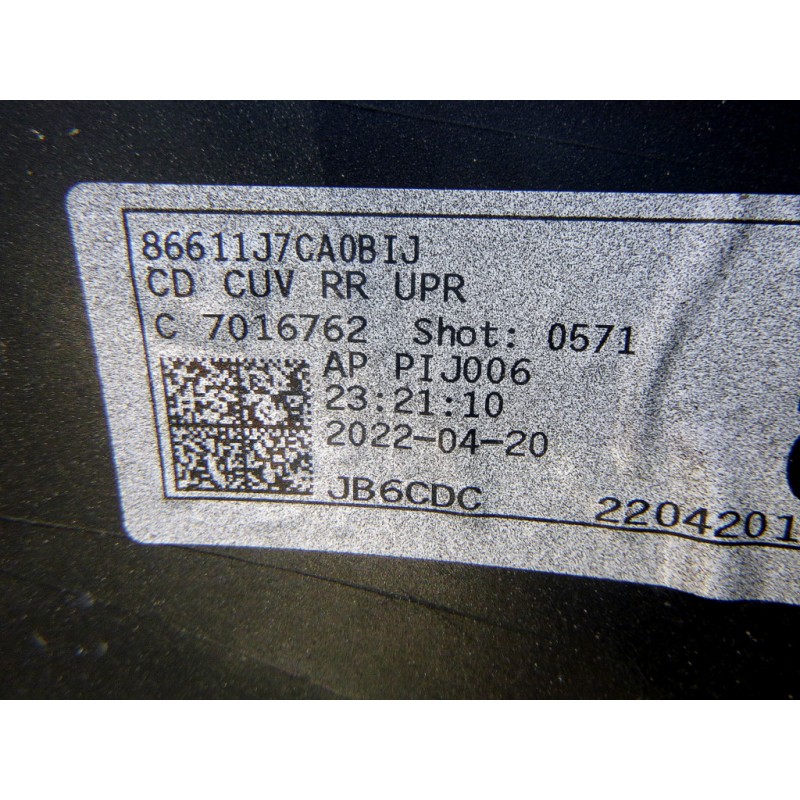 86611J7CA0BIJ
CD CUV RR UPR
C 7016762 Shot: 0571
AP PIJ006
23:21:10
2022-04-20
JB6CDC 2204201